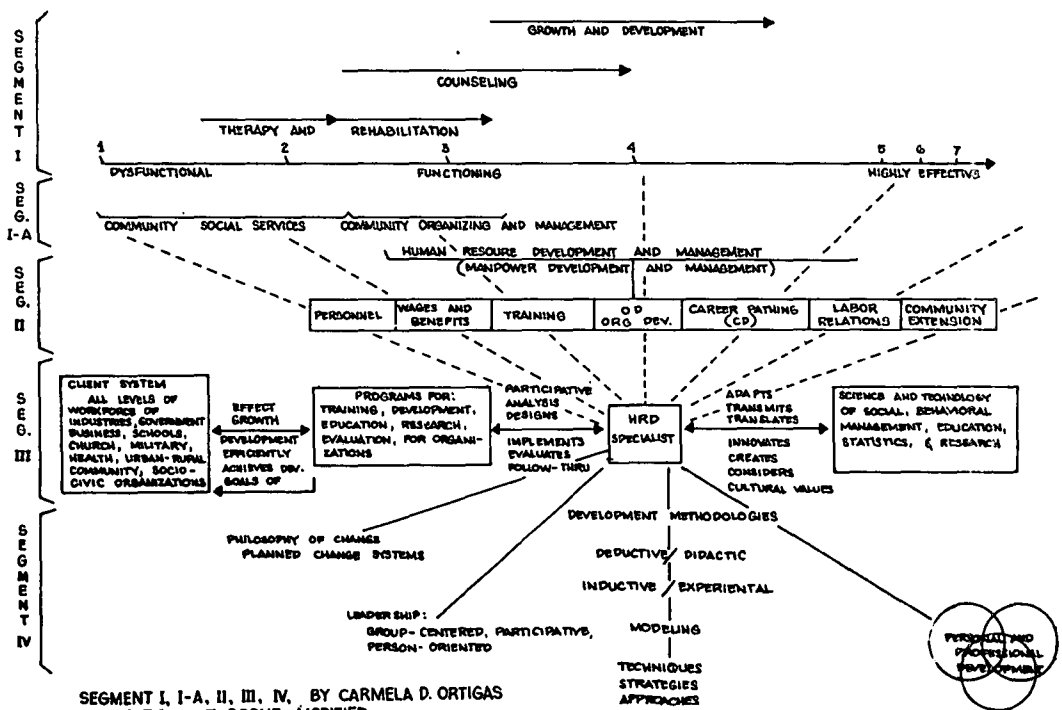 SEGMENT I
GROWTH AND DEVELOPMENT
COUNSELING
THERAPY AND REHABILITATION
1 2 3 4 5 6 7
DYSFUNCTIONAL FUNCTIONING HIGHLY EFFECTIVE
SEG. I-A
COMMUNITY SOCIAL SERVICES COMMUNITY ORGANIZING AND MANAGEMENT
SEG. II
HUMAN RESOURE DEVELOPMENT AND MANAGEMENT
(MANPOWER DEVELOPMENT AND MANAGEMENT)
PERSONNEL
WAGES AND
BENEFITS
TRAINING
OD
ORG DEV.
CAREER PATHING
(CP)
LABOR
RELATIONS
COMMUNITY
EXTENSION
SEG. III
CLIENT SYSTEM
ALL LEVELS OF
WORKFORCE OF
INDUSTRIES, GOVERNMENT
BUSINESS, SCHOOLS,
CHURCH, MILITARY,
HEALTH, URBAN-RURAL
COMMUNITY, SOCIO-
CIVIC ORGANIZATIONS
EFFECT
GROWTH
DEVELOPMENT
EFFICIENTLY
ACHIEVES DEV.
GOALS OF
PROGRAMS FOR:
TRAINING, DEVELOPMENT,
EDUCATION, RESEARCH,
EVALUATION, FOR ORGANI-
ZATIONS
PARTICIPATIVE
ANALYSIS
DESIGNS
IMPLEMENTS
EVALUATES
FOLLOW-THRU
HRD
SPECIALIST
ADAPTS
TRANSMITS
TRANSLATES
INNOVATES
CREATES
CONSIDERS
CULTURAL VALUES
SCIENCE AND TECHNOLOGY
OF SOCIAL, BEHAVIORAL
MANAGEMENT, EDUCATION,
STATISTICS, & RESEARCH
SEGMENT IV
PHILOSOPHY OF CHANGE
PLANNED CHANGE SYSTEMS
LEADERSHIP:
GROUP-CENTERED, PARTICIPATIVE,
PERSON-ORIENTED
DEVELOPMENT METHODOLOGIES
DEDUCTIVE/DIDACTIC
INDUCTIVE/EXPERIENTAL
MODELING
TECHNIQUES
STRATEGIES
APPROACHES
PERSONAL AND
PROFESSIONAL
DEVELOPMENT
SEGMENT I, I-A, II, III, IV, BY CARMELA D. ORTIGAS